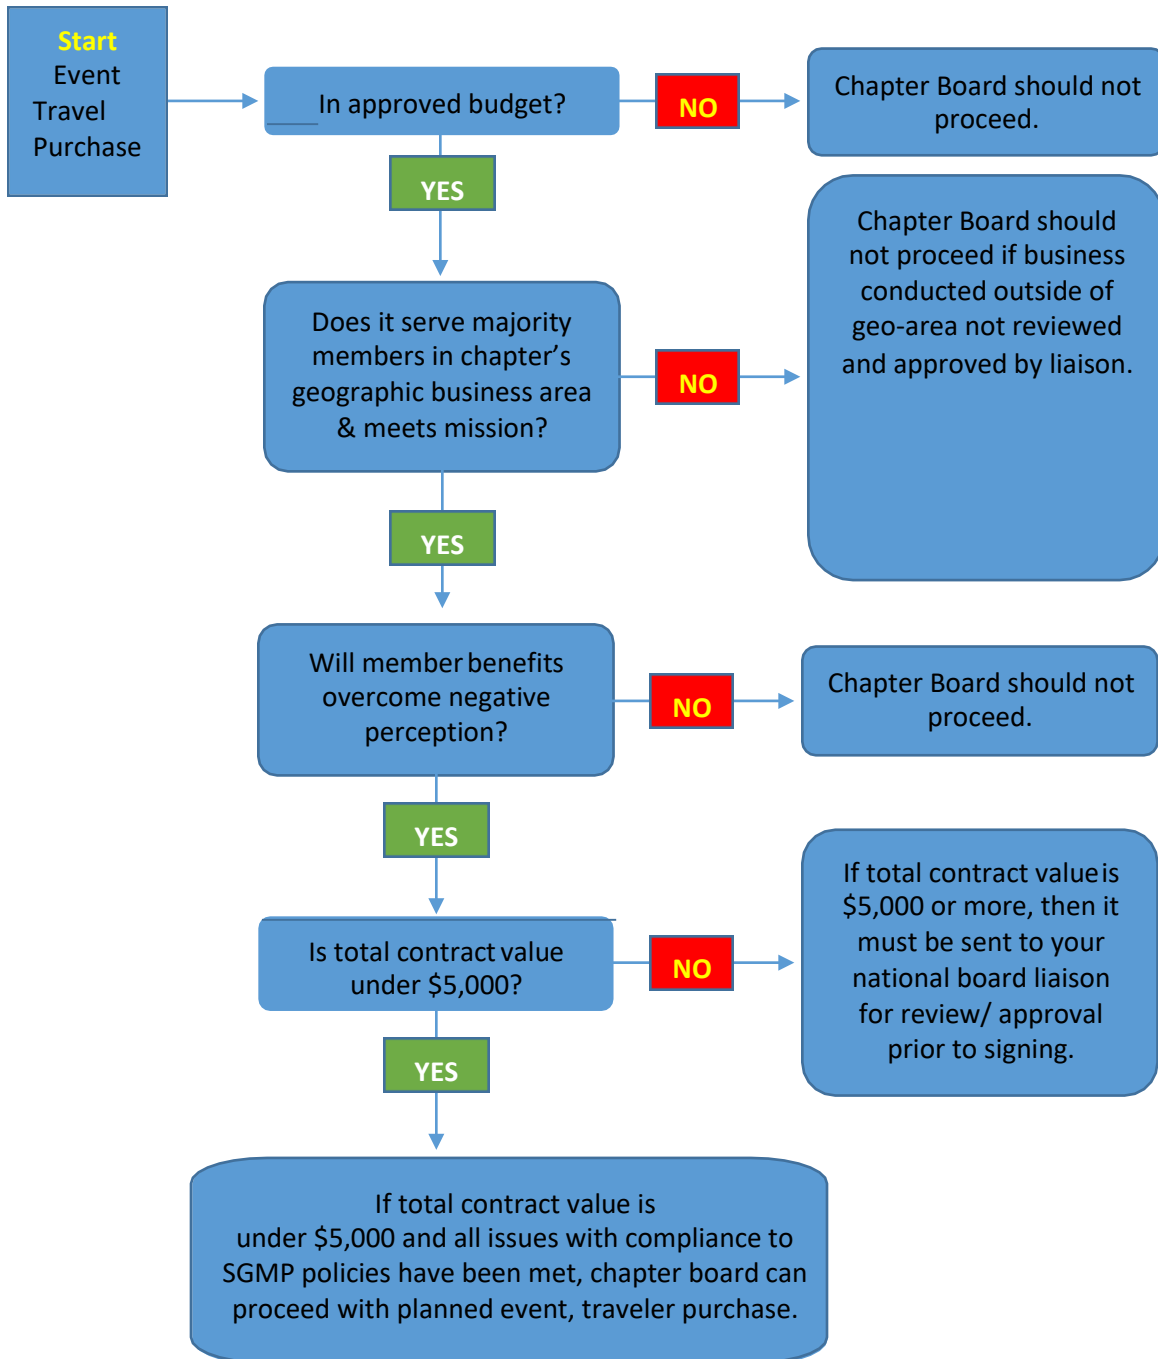 Start
Event
Travel
Purchase
In approved budget?
NO
Chapter Board should not
proceed.
YES
Does it serve majority
members in chapter’s
geographic business area
& meets mission?
NO
Chapter Board should
not proceed if business
conducted outside of
geo-area not reviewed
and approved by liaison.
YES
Will member benefits
overcome negative
perception?
NO
Chapter Board should not
proceed.
YES
Is total contract value
under $5,000?
NO
If total contract value is
$5,000 or more, then it
must be sent to your
national board liaison
for review/ approval
prior to signing.
YES
If total contract value is
under $5,000 and all issues with compliance to
SGMP policies have been met, chapter board can
proceed with planned event, traveler purchase.